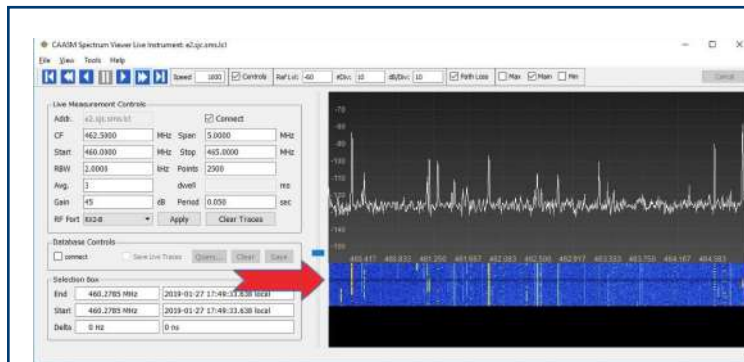 CAASM Spectrum Viewer Live Instrument: e2.sjc.sms.ls1
File View Tools Help
Speed 1000 Controls Ref Lvl: -60 #Div: 10 dB/Div: 10 Path Loss Max Mean Min Cancel
Live Measurement Controls
Addr. e2.sjc.sms.ls1 Connect
CF 462.5000 MHz Span 5.0000 MHz
Start 460.0000 MHz Stop 465.0000 MHz
RBW 2.0000 kHz Points 2500
Avg. 3 dwell ms
Gain 45 dB Period 0.050 sec
RF Port RX2-B Apply Clear Traces
Database Controls
connect Save Live Traces Query... Clear Save
Selection Box
End 460.2785 MHz 2019-01-27 17:49:33.638 local
Start 460.2785 MHz 2019-01-27 17:49:33.638 local
Delta 0 Hz 0 ns
-70
-80
-90
-100
-110
-120
-130
-140
-150
460.417 460.833 461.250 461.667 462.083 462.500 462.917 463.333 463.750 464.167 464.583